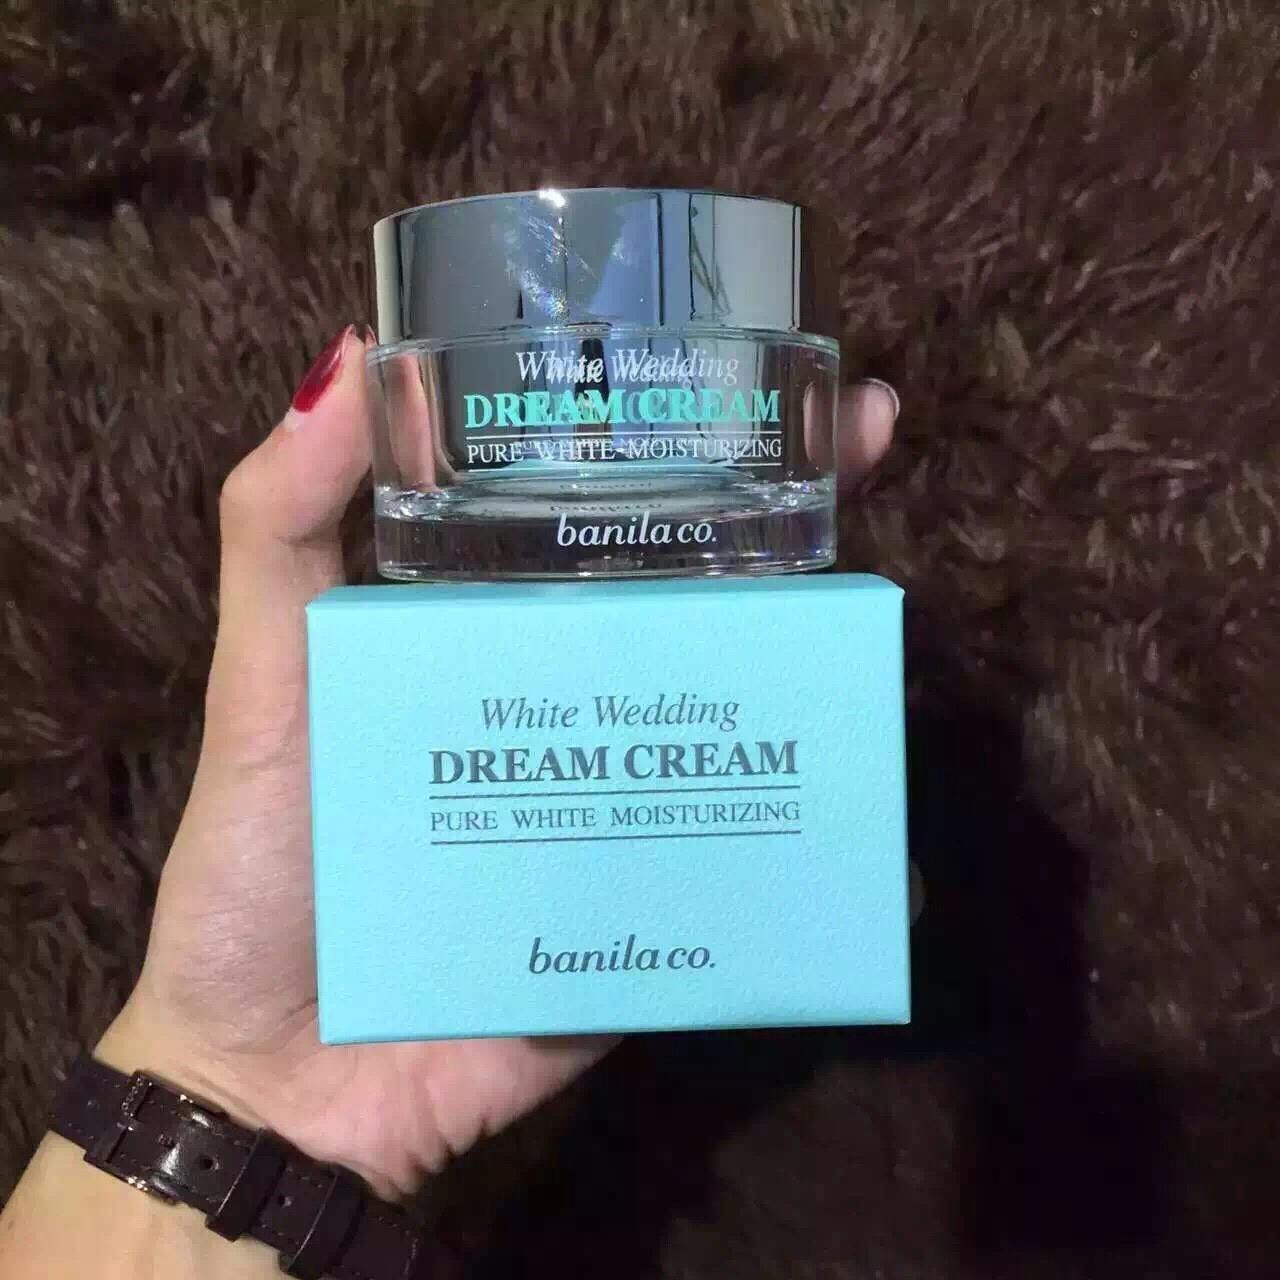 White Wedding
DREAM CREAM
PURE WHITE MOISTURIZING
banila co.
White Wedding
DREAM CREAM
PURE WHITE MOISTURIZING
banila co.